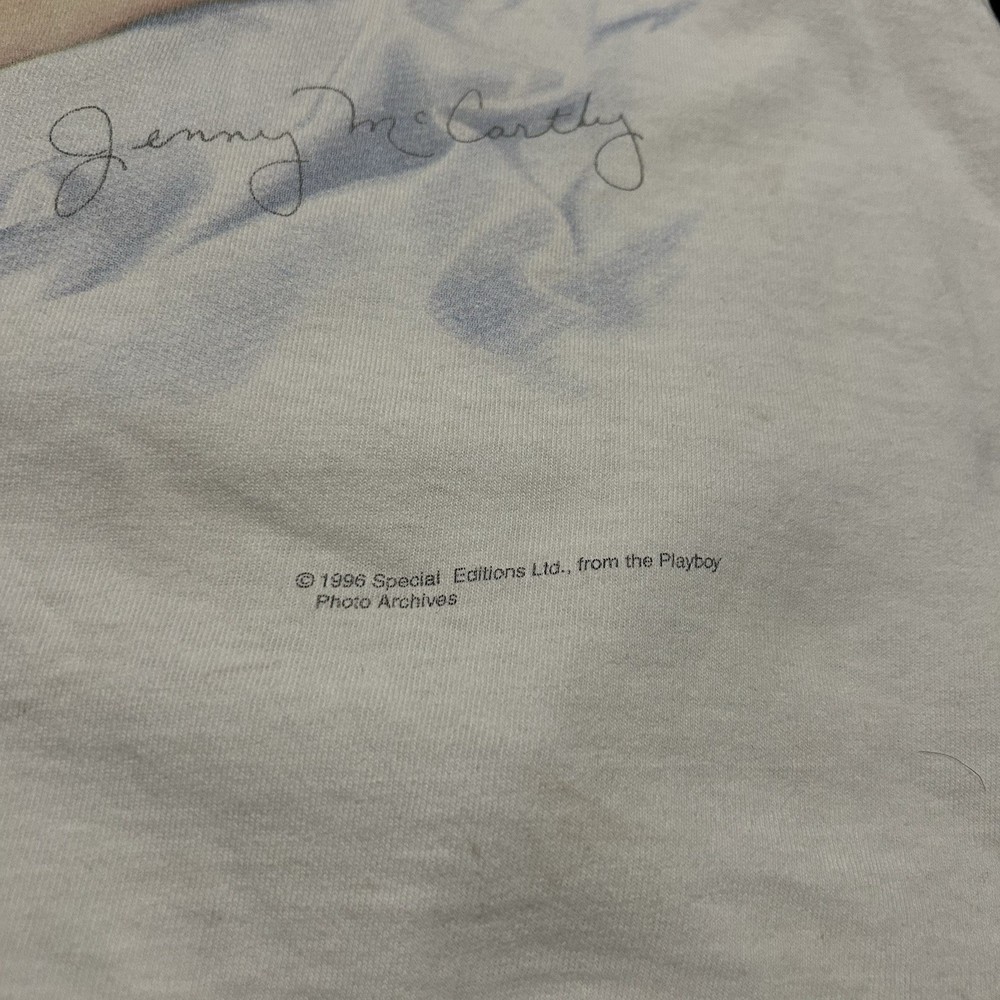 Jenny McCarthy
© 1996 Special Editions Ltd., from the Playboy
Photo Archives